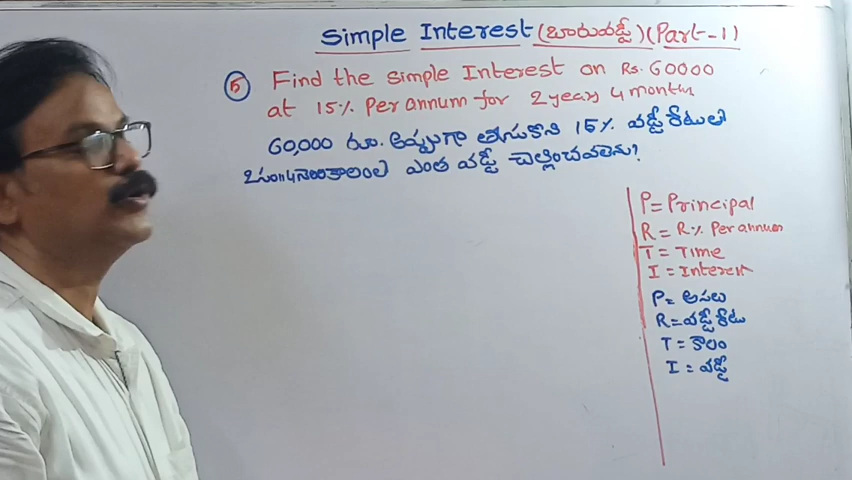 Simple Interest (బారువడ్డీ) (Part-1)
5 Find the simple Interest on Rs. 60000
at 15% Per annum for 2 years 4 months
60,000 రూ. అప్పుగా తీసుకొని 15% వడ్డీ రేటుతో
2సం॥4నెలలకాలంలో ఎంత వడ్డీ చెల్లించవలెను?
P = Principal
R = R% Per annum
T = Time
I = Interest
P = అసలు
R = వడ్డీ రేటు
T = కాలం
I = వడ్డీ